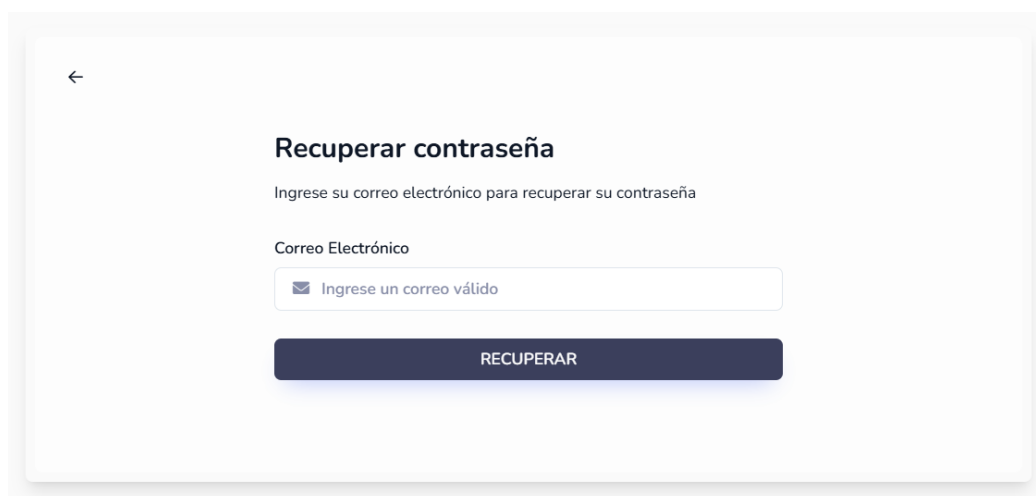 Recuperar contraseña
Ingrese su correo electrónico para recuperar su contraseña
Correo Electrónico
Ingrese un correo válido
RECUPERAR